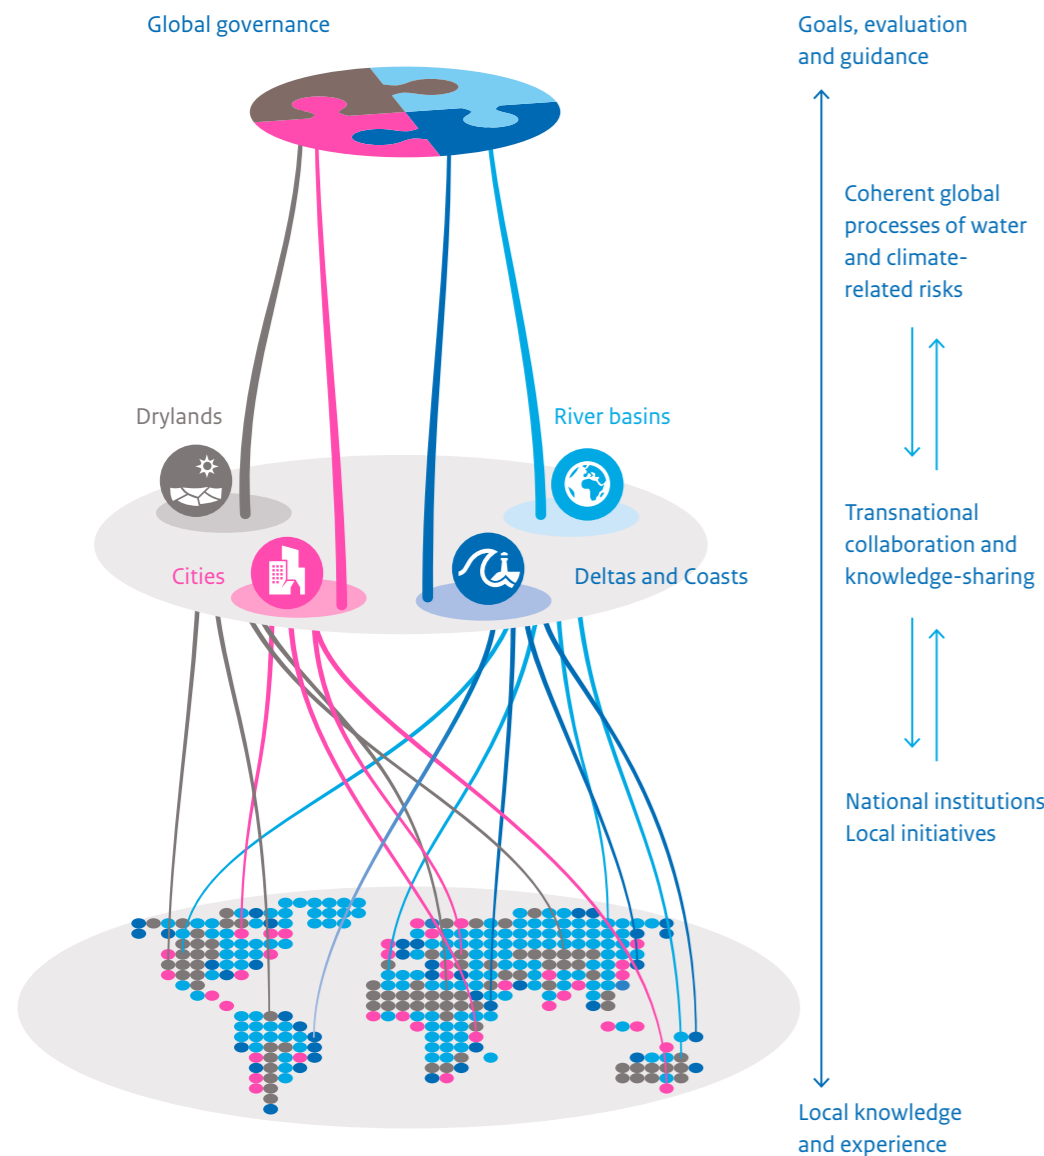 Global governance
Goals, evaluation
and guidance
Coherent global
processes of water
and climate-
related risks
Drylands
River basins
Transnational
collaboration and
knowledge-sharing
Cities
Deltas and Coasts
National institutions
Local initiatives
Local knowledge
and experience